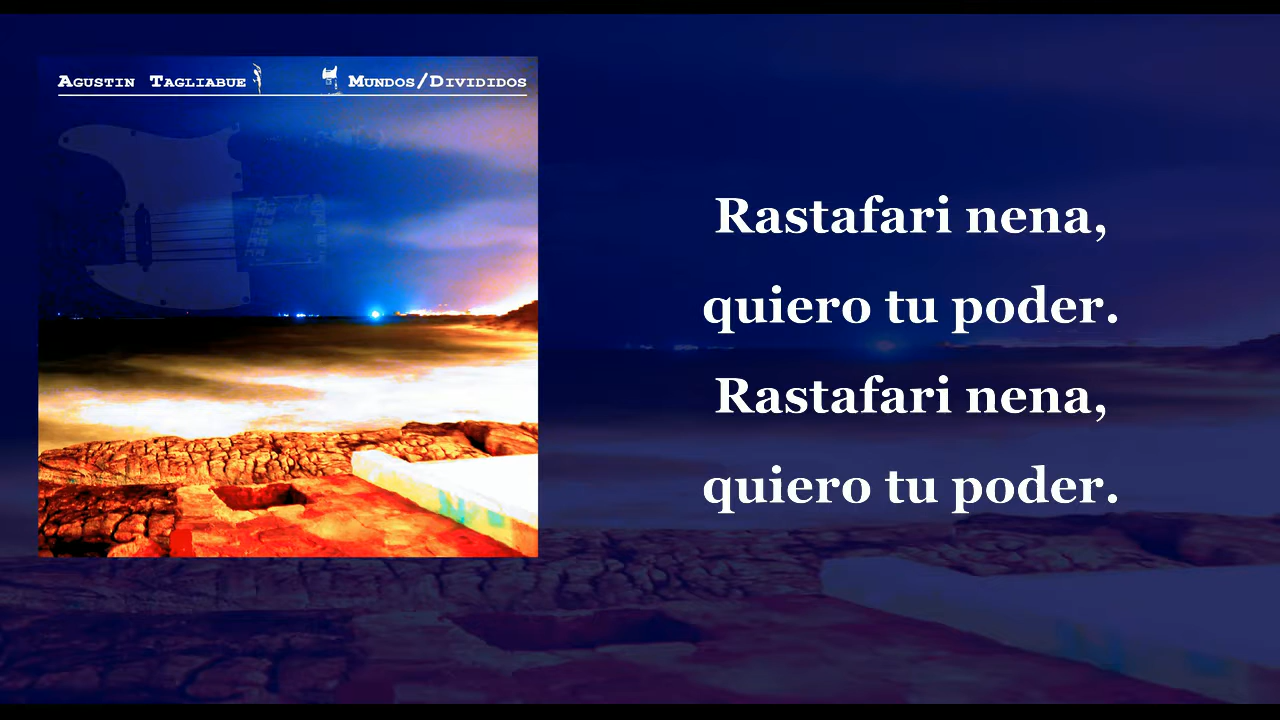 Agustin Tagliabue Mundos/Divididos
Rastafari nena,
quiero tu poder.
Rastafari nena,
quiero tu poder.